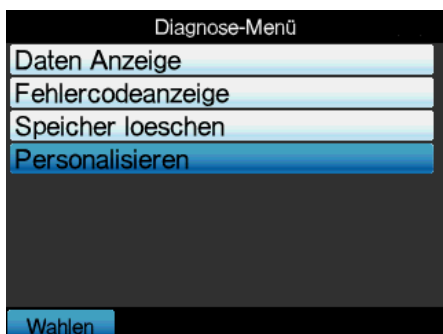 Diagnose-Menü
Daten Anzeige
Fehlercodeanzeige
Speicher loeschen
Personalisieren
Wahlen